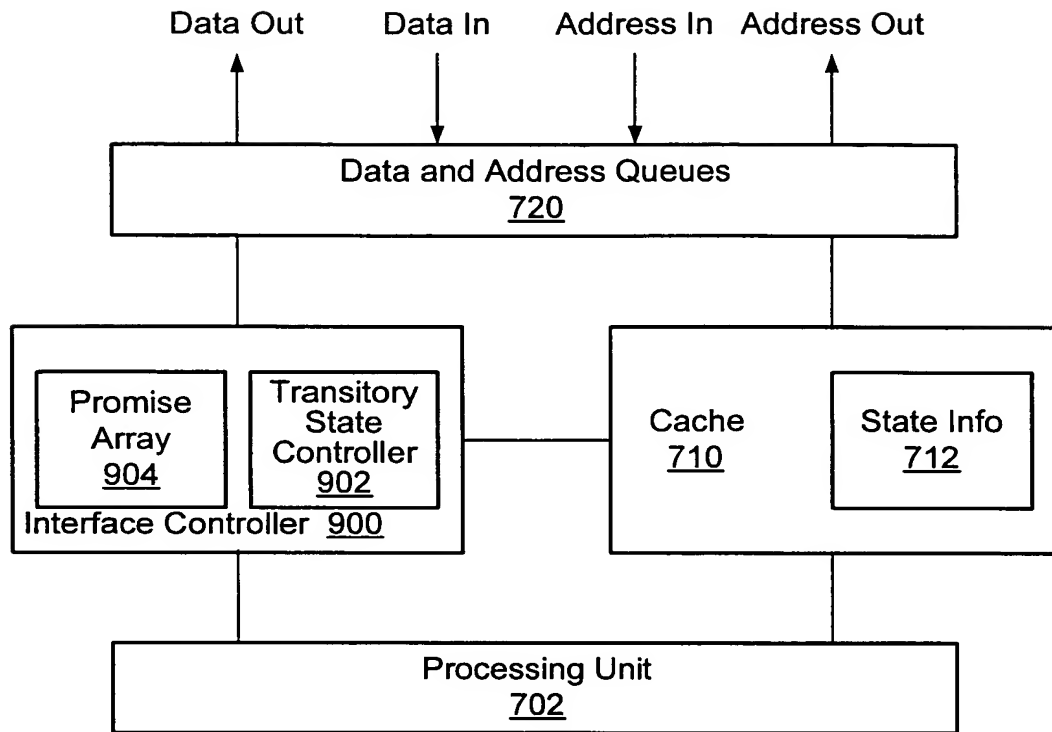 Data Out Data In Address In Address Out
Data and Address Queues
720
Promise
Array
904
Transitory
State
Controller
902
Interface Controller 900
Cache
710
State Info
712
Processing Unit
702